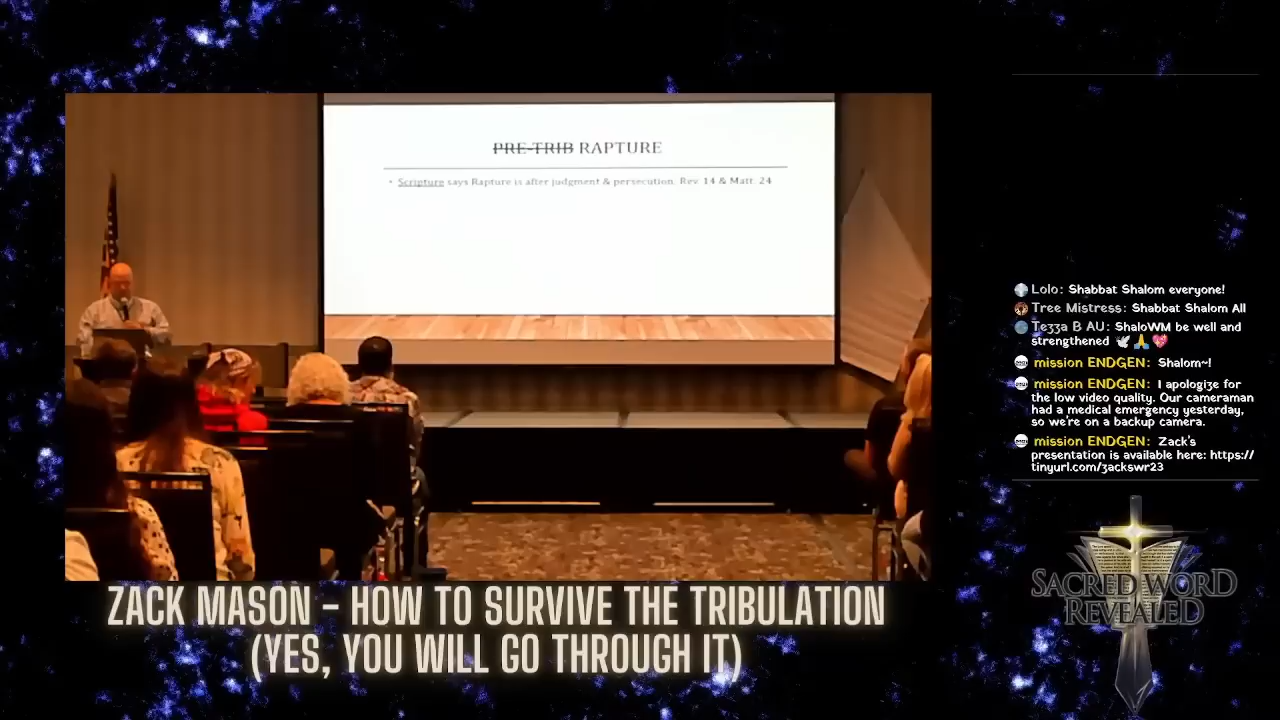 PRE-TRIB RAPTURE
• Scripture says Rapture is after judgment & persecution. Rev. 14 & Matt. 24
Lolo: Shabbat Shalom everyone!
Tree Mistress: Shabbat Shalom All
Tezza B AU: ShaloWM be well and
strengthened 🕊️🙏💖
mission ENDGEN: Shalom~!
mission ENDGEN: I apologize for
the low video quality. Our cameraman
had a medical emergency yesterday,
so we're on a backup camera.
mission ENDGEN: Zack's
presentation is available here: https://
tinyurl.com/zackswr23
SACRED WORD
REVEALED
ZACK MASON - HOW TO SURVIVE THE TRIBULATION
(YES, YOU WILL GO THROUGH IT)